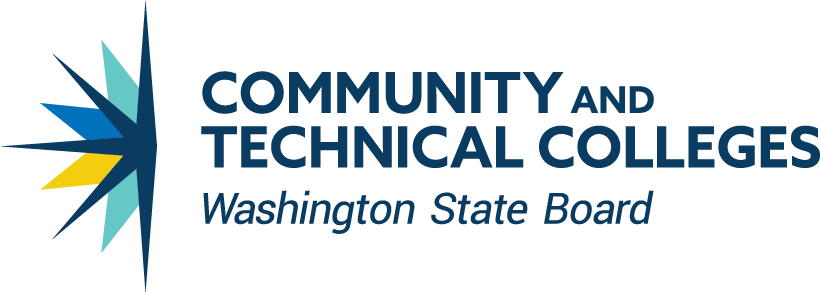 COMMUNITY AND
TECHNICAL COLLEGES
Washington State Board